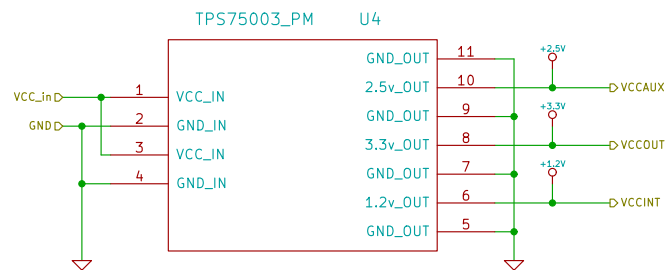 TPS75003_PM U4
GND_OUT 11 +2.5V
2.5v_OUT 10 VCCAUX
VCC_in 1 VCC_IN
GND_OUT 9 +3.3V
GND 2 GND_IN
3.3v_OUT 8 VCCOUT
3 VCC_IN
GND_OUT 7 +1.2V
4 GND_IN
1.2v_OUT 6 VCCINT
GND_OUT 5